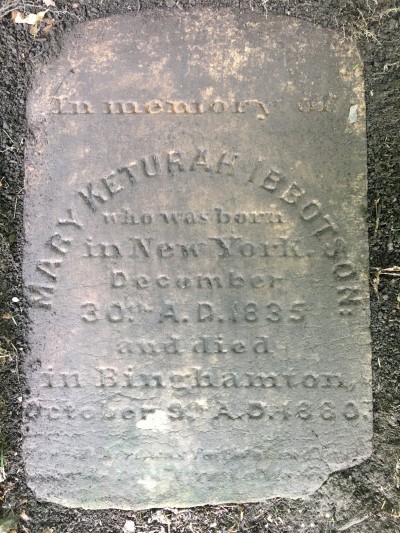 In memory of
MARY KETURAH IBBOTSON:
who was born
in New York,
December
30th A.D. 1835
and died
in Binghamton,
October 9th A.D. 1880.